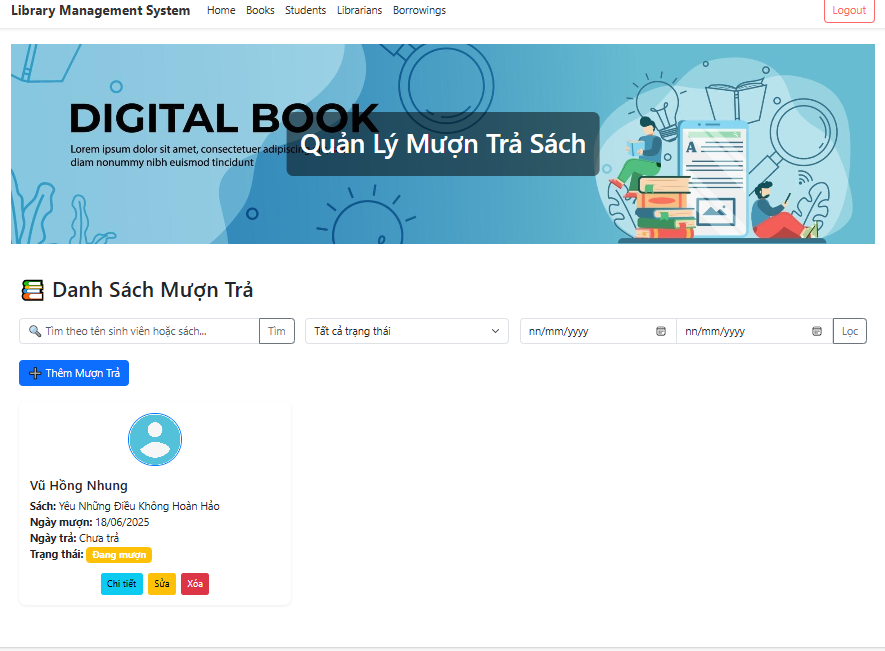 Library Management System Home Books Students Librarians Borrowings Logout
DIGITAL BOOK
Lorem ipsum dolor sit amet, consectetuer adipiscing
diam nonummy nibh euismod tincidunt
Quản Lý Mượn Trả Sách
A
Danh Sách Mượn Trả
Tìm theo tên sinh viên hoặc sách... Tìm Tất cả trạng thái nn/mm/yyyy nn/mm/yyyy Lọc
Thêm Mượn Trả
Vũ Hồng Nhung
Sách: Yêu Những Điều Không Hoàn Hảo
Ngày mượn: 18/06/2025
Ngày trả: Chưa trả
Trạng thái: Đang mượn
Chi tiết Sửa Xóa